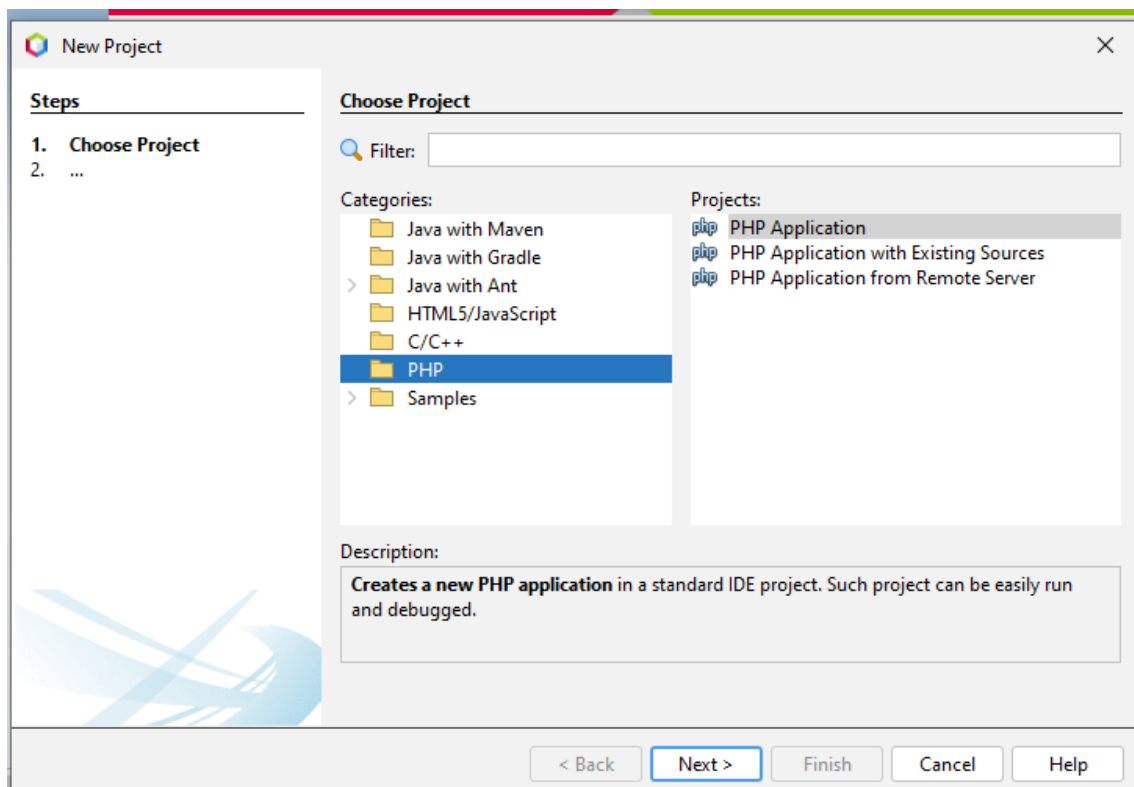 New Project
Steps
1. Choose Project
2. ...
Choose Project
Filter:
Categories:
Java with Maven
Java with Gradle
Java with Ant
HTML5/JavaScript
C/C++
PHP
Samples
Projects:
php PHP Application
php PHP Application with Existing Sources
php PHP Application from Remote Server
Description:
Creates a new PHP application in a standard IDE project. Such project can be easily run
and debugged.
< Back Next > Finish Cancel Help